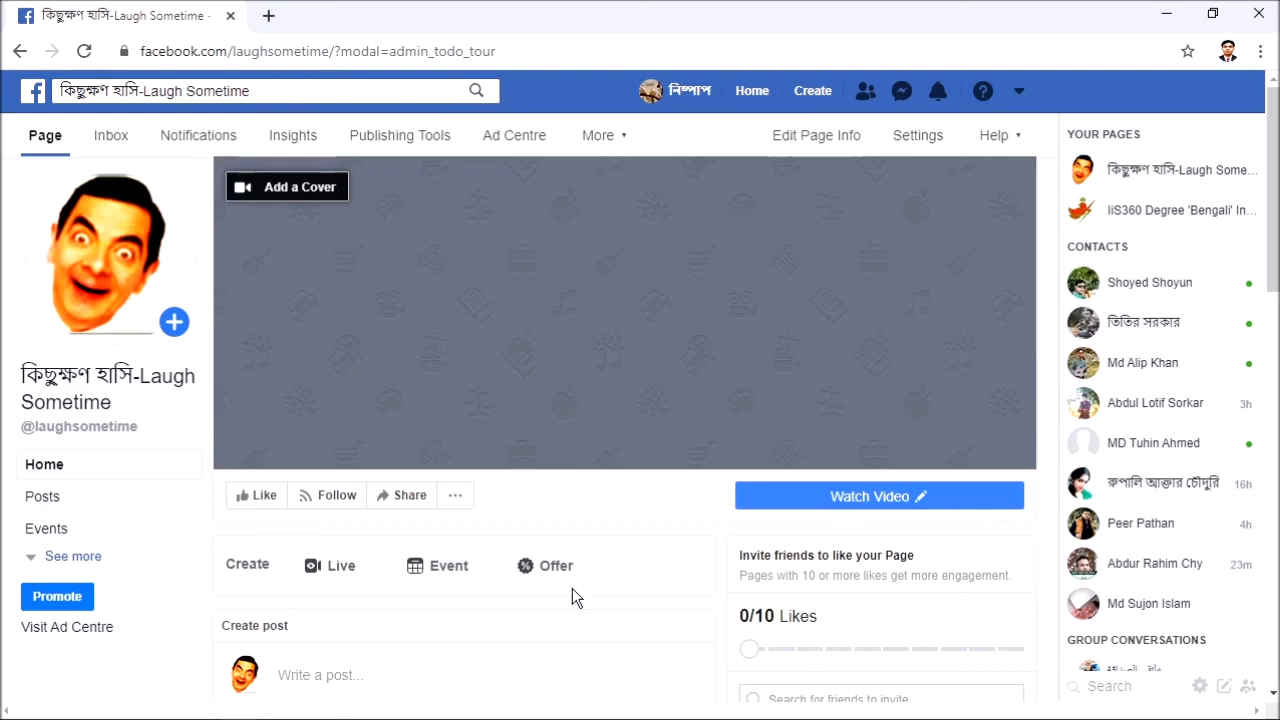 কিছুক্ষণ হাসি-Laugh Sometime -
facebook.com/laughsometime/?modal=admin_todo_tour
কিছুক্ষণ হাসি-Laugh Sometime
নিষ্পাপ Home Create
Page Inbox Notifications Insights Publishing Tools Ad Centre More Edit Page Info Settings Help
Add a Cover
কিছুক্ষণ হাসি-Laugh
Sometime
@laughsometime
Home
Posts
Events
See more
Promote
Visit Ad Centre
Like Follow Share
Watch Video
Create Live Event Offer
Create post
Write a post...
Invite friends to like your Page
Pages with 10 or more likes get more engagement.
0/10 Likes
Search for friends to invite
YOUR PAGES
কিছুক্ষণ হাসি-Laugh Some...
IiS360 Degree 'Bengali' In...
CONTACTS
Shoyed Shoyun
তিতির সরকার
Md Alip Khan
Abdul Lotif Sorkar 3h
MD Tuhin Ahmed
রুপালি আক্তার চৌদুরি 16h
Peer Pathan 4h
Abdur Rahim Chy 23m
Md Sujon Islam
GROUP CONVERSATIONS
Search